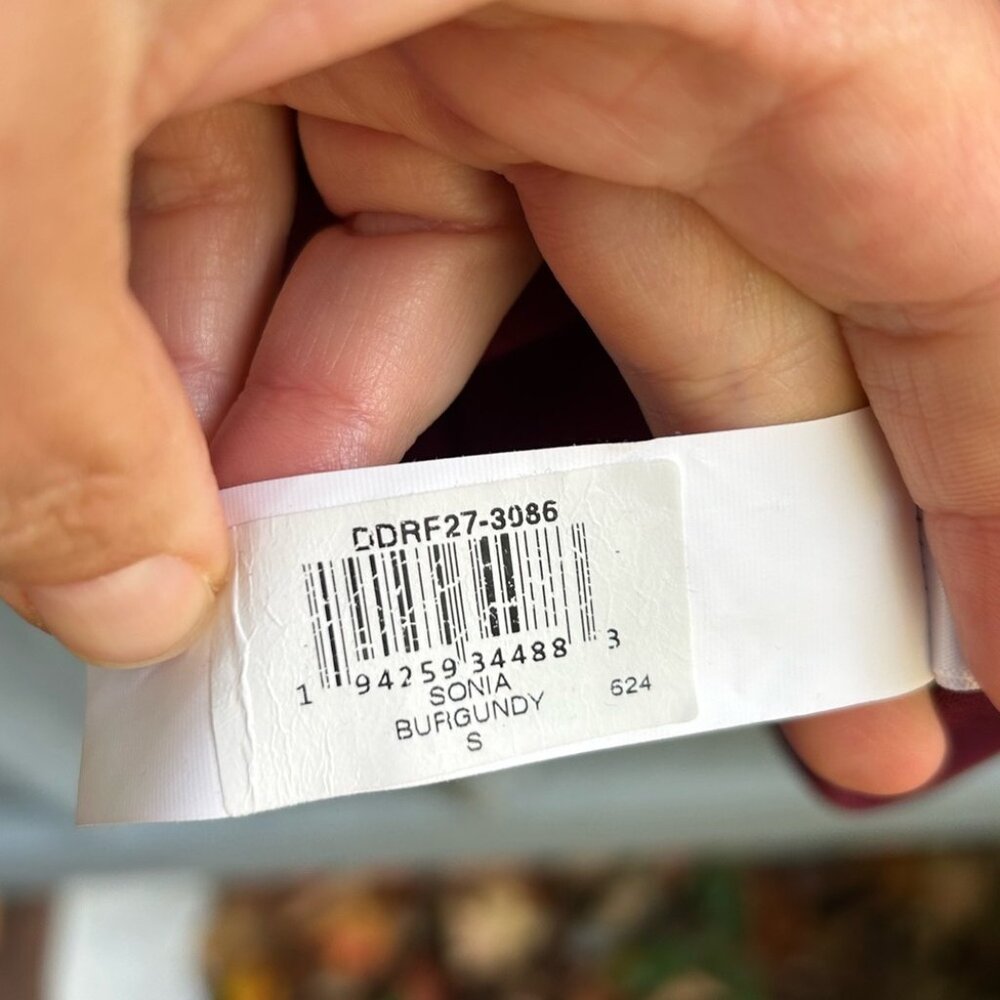 DDRF27-3086
1 94259 34488 3
SONIA
BURGUNDY 624
S